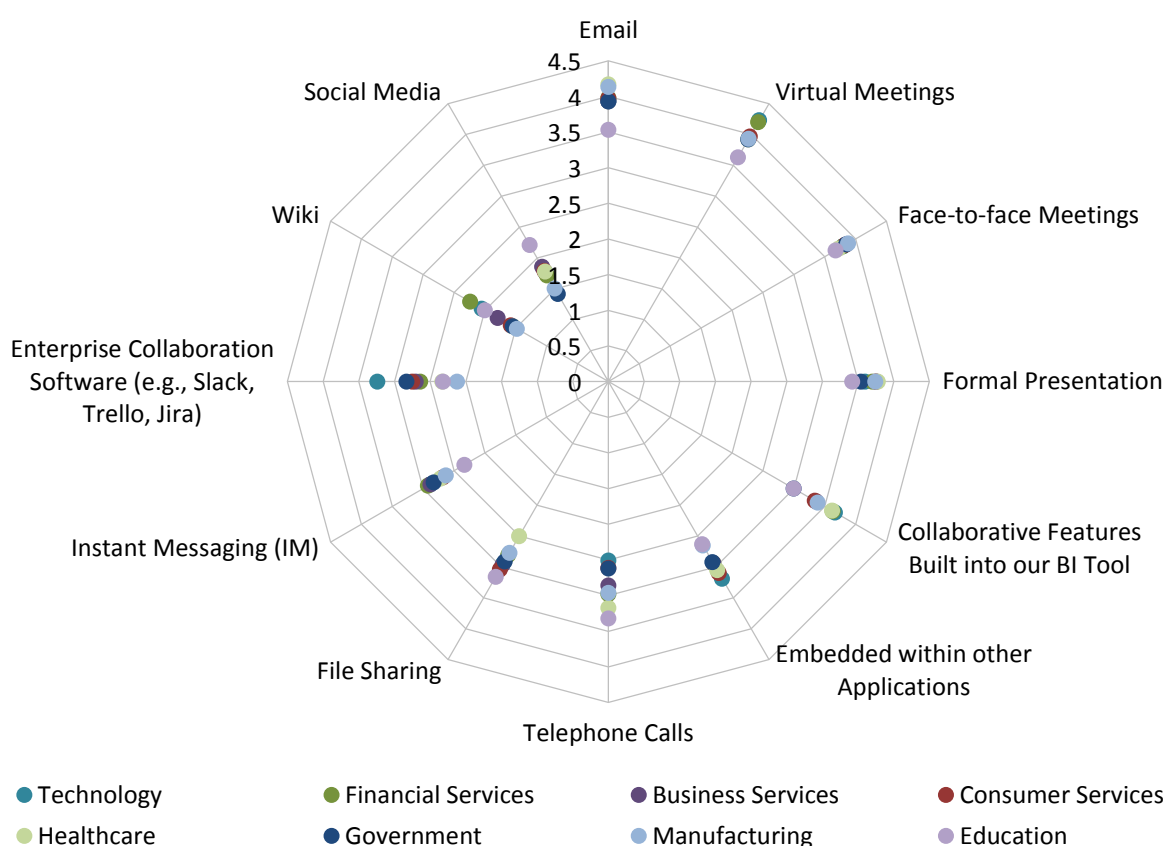 Email
Virtual Meetings
Face-to-face Meetings
Formal Presentation
Collaborative Features
Built into our BI Tool
Embedded within other
Applications
Telephone Calls
File Sharing
Instant Messaging (IM)
Enterprise Collaboration
Software (e.g., Slack,
Trello, Jira)
Wiki
Social Media
4.5
4
3.5
3
2.5
2
1.5
1
0.5
0
Technology
Financial Services
Business Services
Consumer Services
Healthcare
Government
Manufacturing
Education